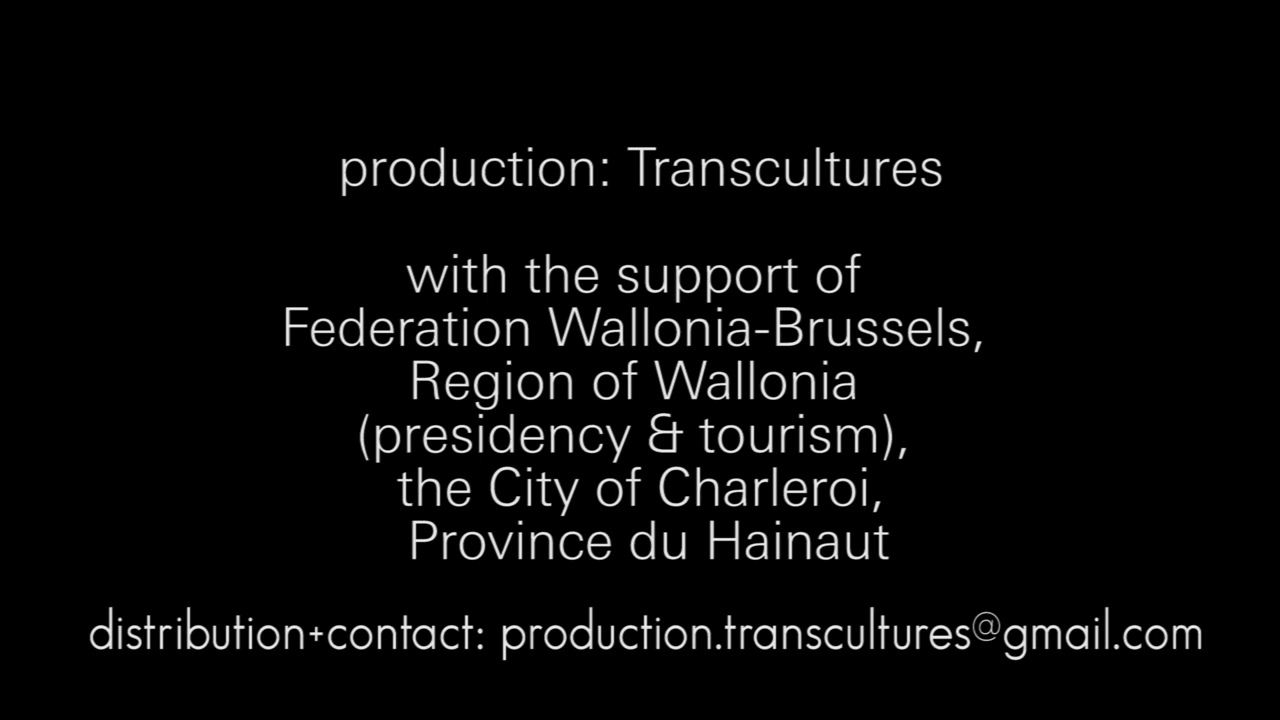 production: Transcultures
with the support of
Federation Wallonia-Brussels,
Region of Wallonia
(presidency & tourism),
the City of Charleroi,
Province du Hainaut
distribution+contact: production.transcultures@gmail.com